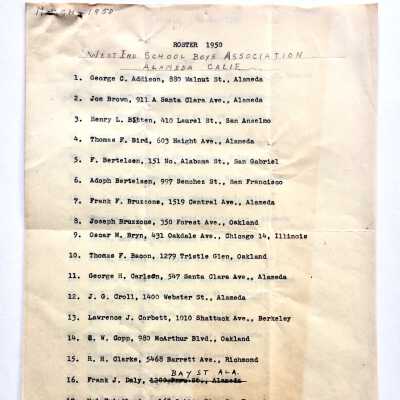 1950
ROSTER 1950
WEST END SCHOOL BOYS ASSOCIATION
ALAMEDA CALIF
1. George C. Addison, 880 Walnut St., Alameda
2. Joe Brown, 911 A Santa Clara Ave., Alameda
3. Henry L. Bitten, 410 Laurel St., San Anselmo
4. Thomas F. Bird, 603 Haight Ave., Alameda
5. F. Bertelsen, 151 No. Alabama St., San Gabriel
6. Adoph Bertelsen, 997 Senchez St., San Francisco
7. Frank F. Bruzzone, 1519 Central Ave., Alameda
8. Joseph Bruzzone, 350 Forest Ave., Oakland
9. Oscar M. Bryn, 431 Oakdale Ave., Chicago 14, Illinois
10. Thomas F. Bacon, 1279 Tristle Glen, Oakland
11. George H. Carlson, 547 Santa Clara Ave., Alameda
12. J. G. Croll, 1400 Webster St., Alameda
13. Lawrence J. Corbett, 1010 Shattuck Ave., Berkeley
14. W. Copp, 980 McArthur Blvd., Oakland
15. R. H. Clarke, 5468 Barrett Ave., Richmond
BAY ST ALA.
16. Frank J. Daly, St., Alameda